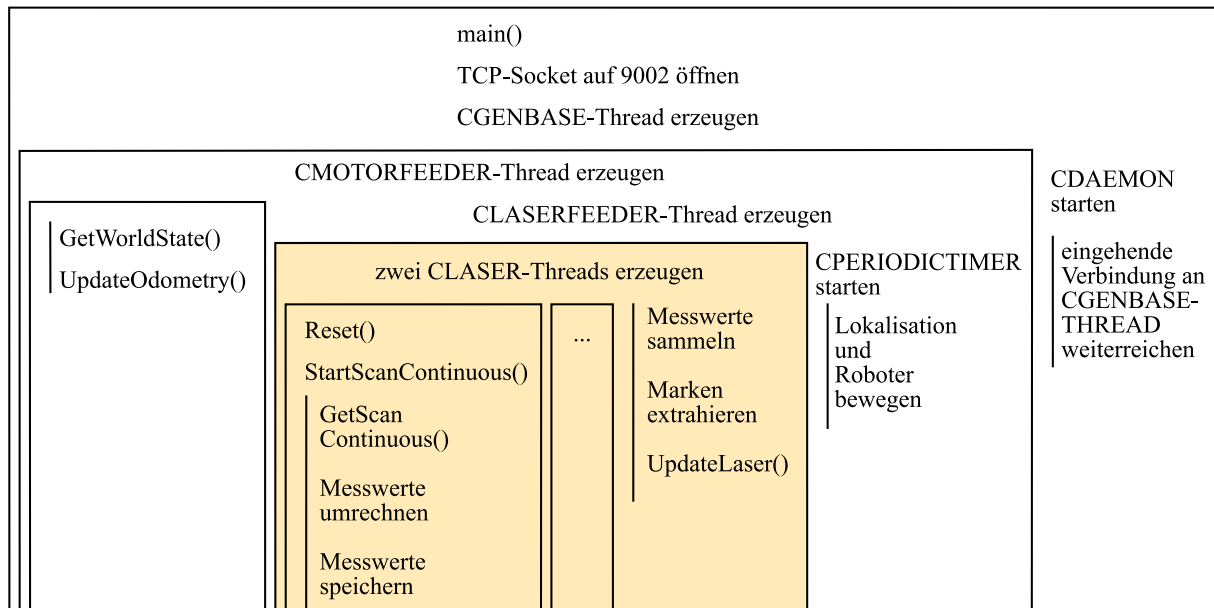 main()
TCP-Socket auf 9002 öffnen
CGENBASE-Thread erzeugen
CMOTORFEEDER-Thread erzeugen
CLASERFEEDER-Thread erzeugen
GetWorldState()
UpdateOdometry()
zwei CLASER-Threads erzeugen
Reset()
StartScanContinuous()
GetScan
Continuous()
Messwerte
umrechnen
Messwerte
speichern
...
Messwerte
sammeln
Marken
extrahieren
UpdateLaser()
CPERIODICTIMER
starten
Lokalisation
und
Roboter
bewegen
CDAEMON
starten
eingehende
Verbindung an
CGENBASE-
THREAD
weiterreichen